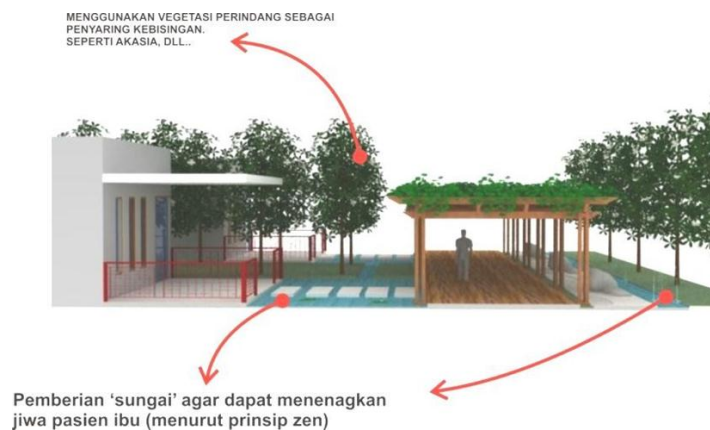 MENGGUNAKAN VEGETASI PERINDANG SEBAGAI
PENYARING KEBISINGAN.
SEPERTI AKASIA, DLL..
Pemberian ‘sungai’ agar dapat menenagkan
jiwa pasien ibu (menurut prinsip zen)